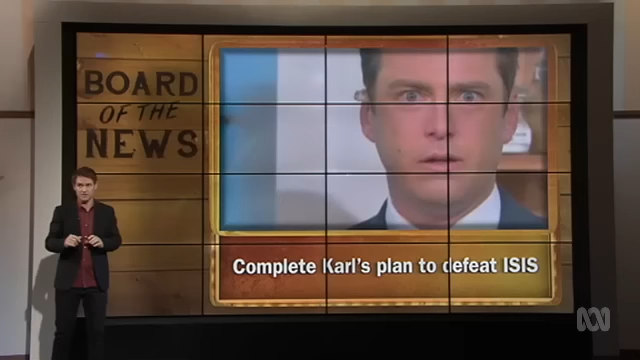 BOARD
OF THE
NEWS
Complete Karl's plan to defeat ISIS